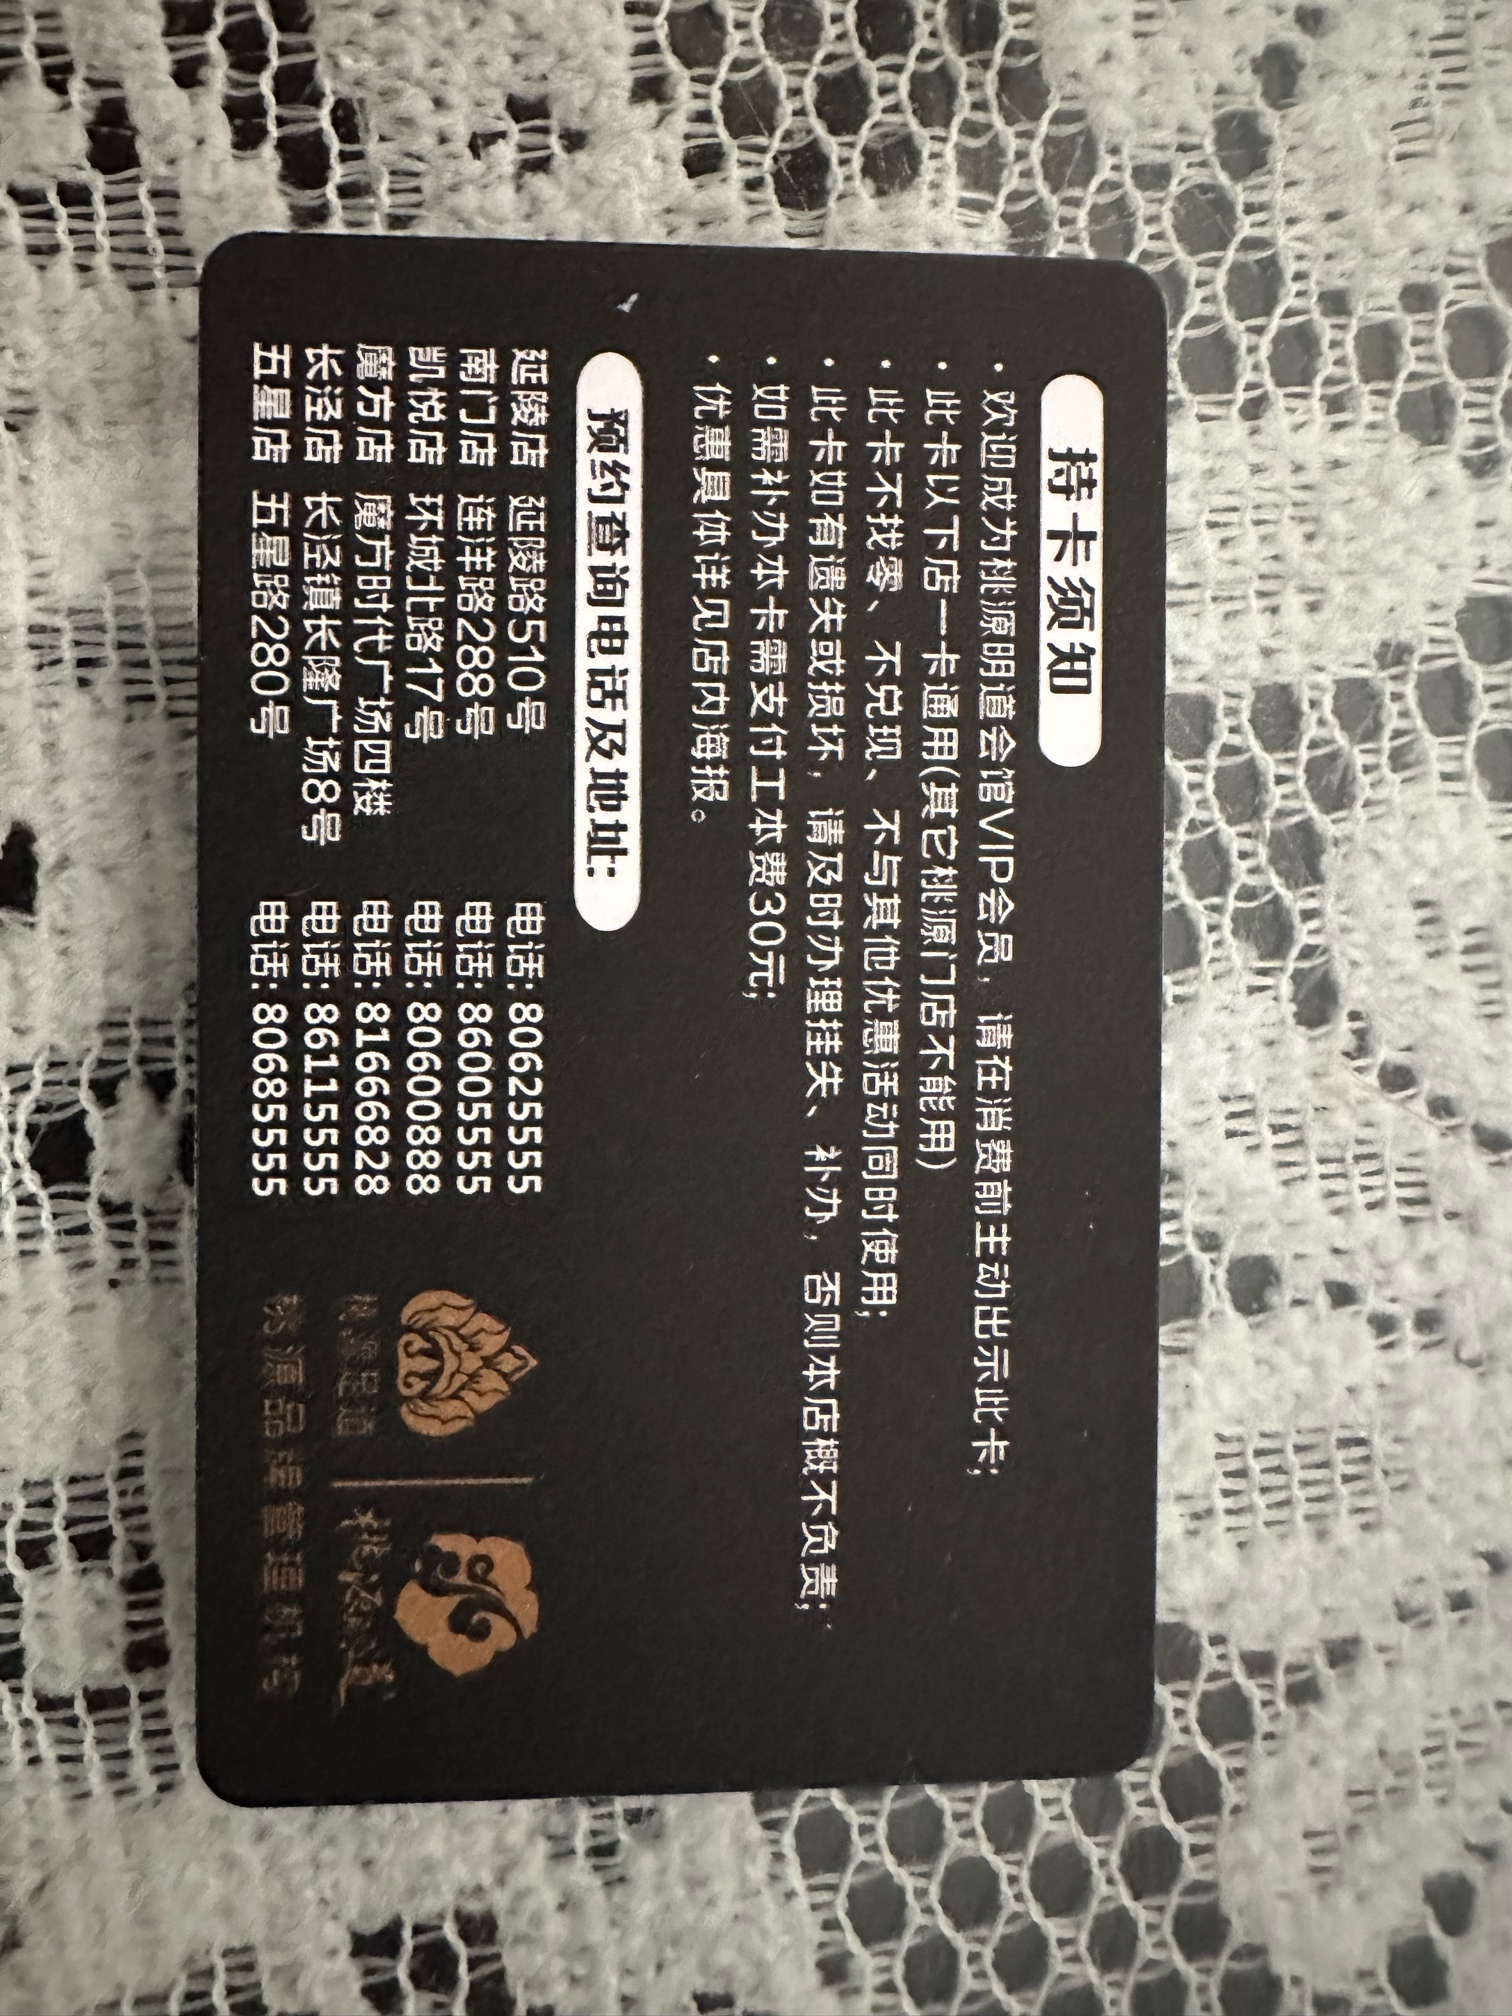 持卡须知
· 欢迎成为桃源明道会馆VIP会员，请在消费前主动出示此卡；
· 此卡以下店一卡通用(其它桃源门店不能用)
· 此卡不找零、不兑现、不与其他优惠活动同时使用；
· 此卡如有遗失或损坏，请及时办理挂失、补办，否则本店概不负责；
· 如需补办本卡需支付工本费30元；
· 优惠具体详见店内海报。
预约查询电话及地址：
延陵店 延陵路510号 电话：80625555
南门店 连洋路288号 电话：86005555
凯悦店 环城北路17号 电话：80600888
魔方店 魔方时代广场四楼 电话：81666828
长泾店 长泾镇长隆广场8号 电话：86115555
五星店 五星路280号 电话：80685555
源品牌管理机构